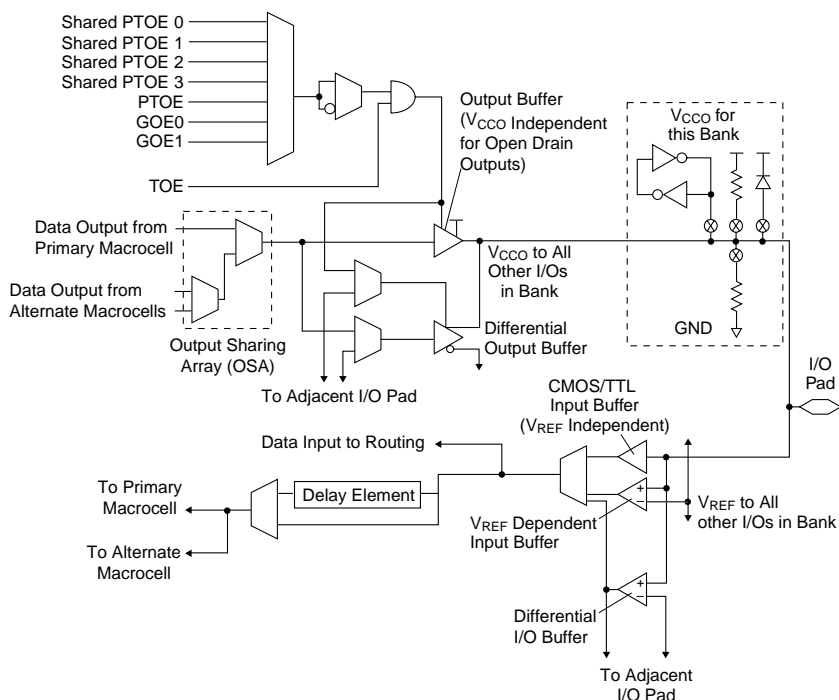 Shared PTOE 0
Shared PTOE 1
Shared PTOE 2
Shared PTOE 3
PTOE
GOE0
GOE1
TOE
Output Buffer
(VCCO Independent
for Open Drain
Outputs)
VCCO for
this Bank
Data Output from
Primary Macrocell
Data Output from
Alternate Macrocells
Output Sharing
Array (OSA)
VCCO to All
Other I/Os
in Bank
Differential
Output Buffer
GND
To Adjacent I/O Pad
I/O
Pad
CMOS/TTL
Input Buffer
(VREF Independent)
Data Input to Routing
To Primary
Macrocell
Delay Element
+
−
VREF Dependent
Input Buffer
VREF to All
other I/Os in Bank
To Alternate
Macrocell
+
−
Differential
I/O Buffer
To Adjacent
I/O Pad